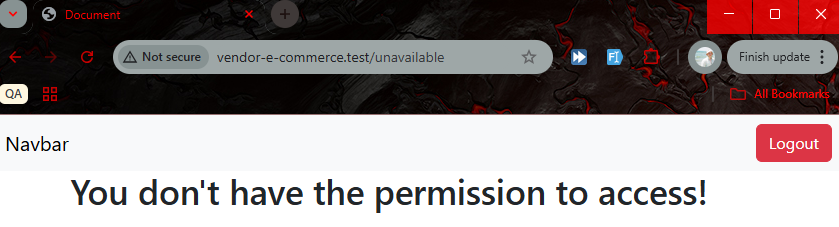 Document
Not secure
vendor-e-commerce.test/unavailable
Finish update
QA
All Bookmarks
Navbar
Logout
You don't have the permission to access!